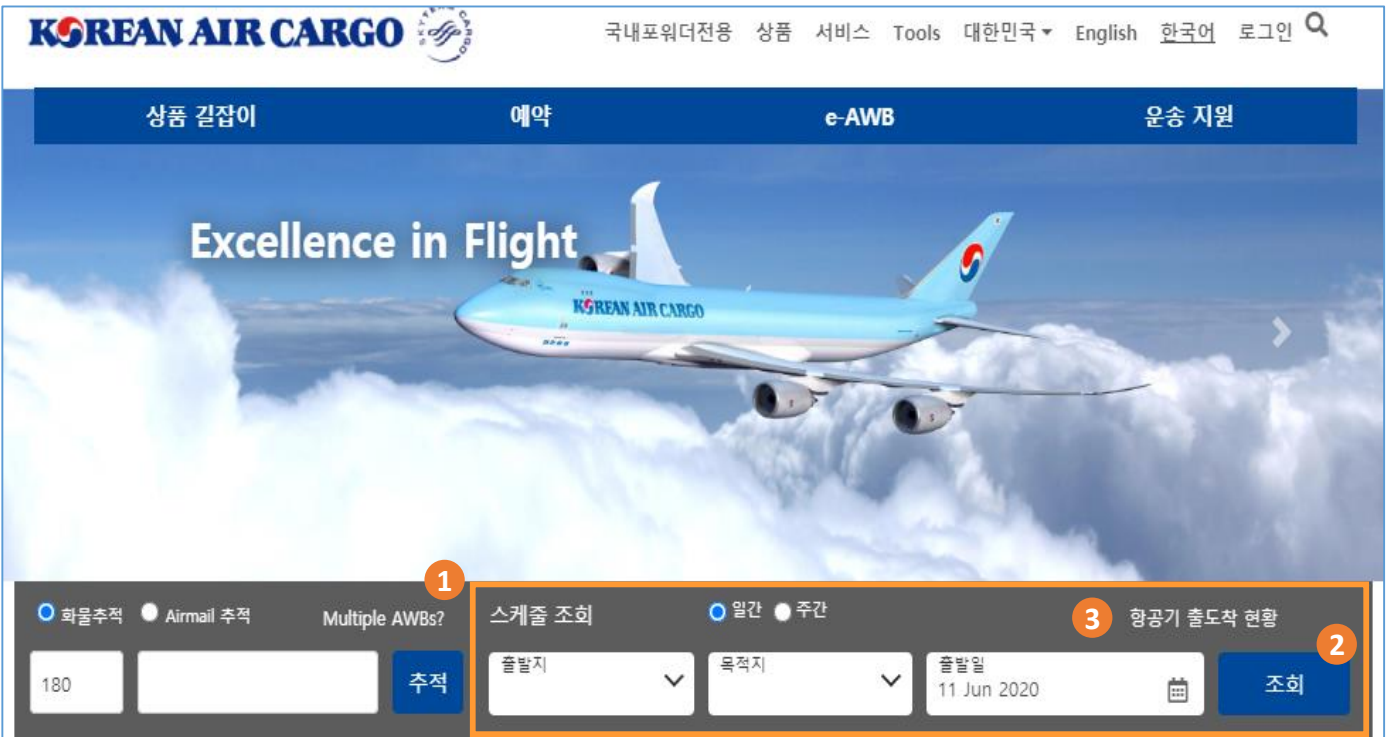 KOREAN AIR CARGO
SKYTEAM CARGO
국내포워더전용 상품 서비스 Tools 대한민국 English 한국어 로그인
상품 길잡이 예약 e-AWB 운송 지원
Excellence in Flight
KOREAN AIR CARGO
1
화물추적 Airmail 추적 Multiple AWBs?
180 추적
스케줄 조회 일간 주간 3 항공기 출도착 현황
2
출발지 목적지 출발일
11 Jun 2020 조회